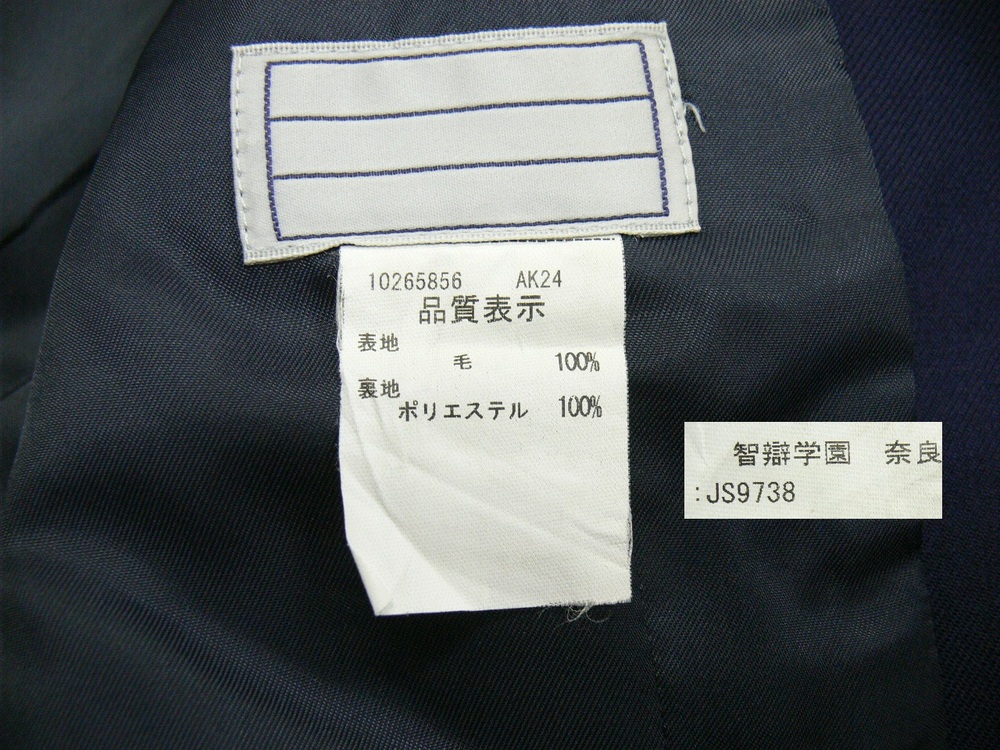 10265856 AK24
品質表示
表地
毛 100%
裏地
ポリエステル 100%
智辯学園 奈良
:JS9738